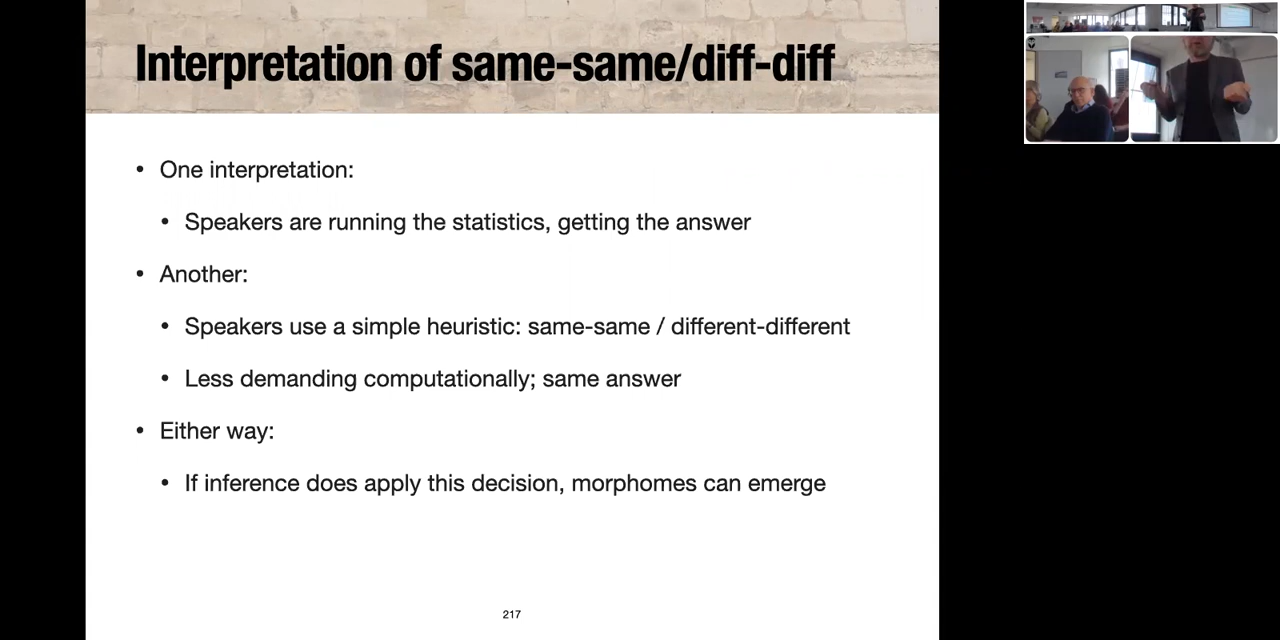 Interpretation of same-same/diff-diff
• One interpretation:
• Speakers are running the statistics, getting the answer
• Another:
• Speakers use a simple heuristic: same-same / different-different
• Less demanding computationally; same answer
• Either way:
• If inference does apply this decision, morphomes can emerge
217